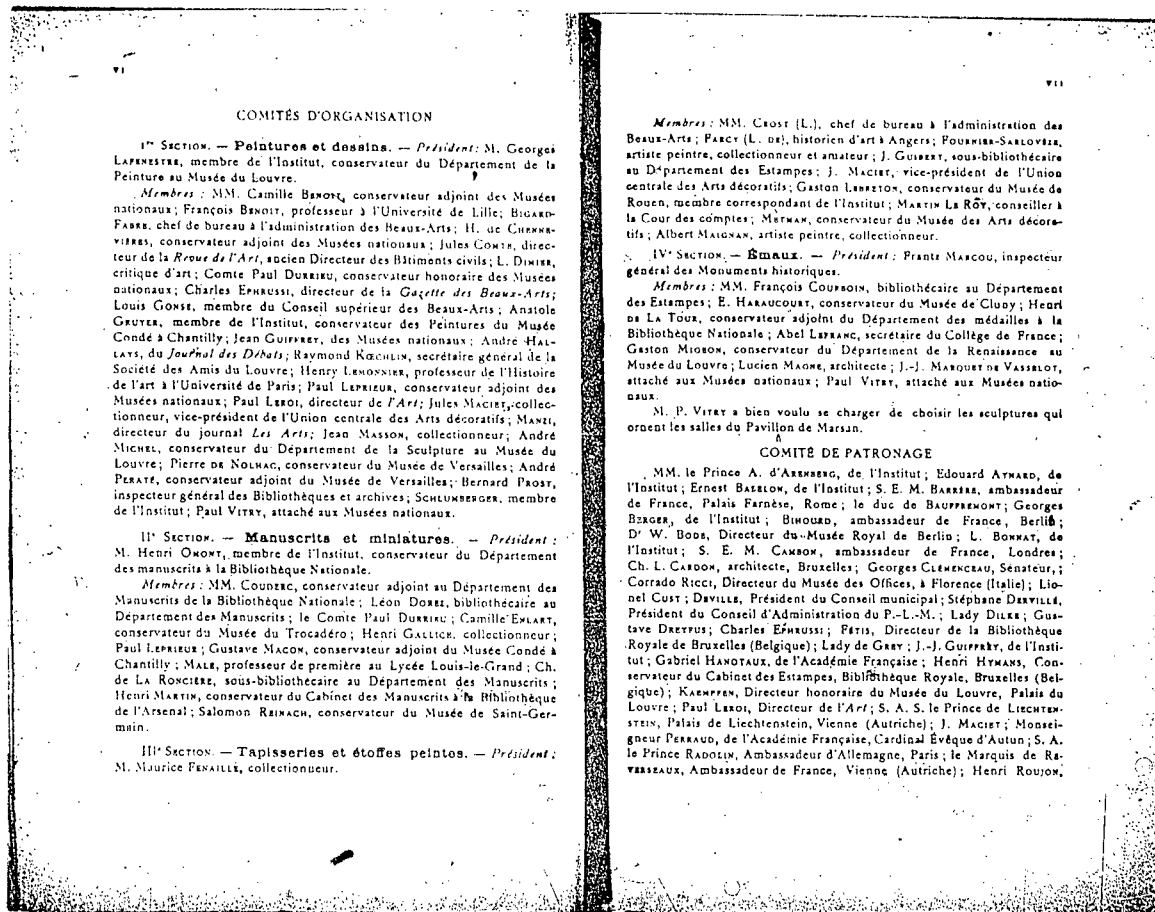 VI
COMITÉS D'ORGANISATION
Iʳᵉ SECTION. — Peintures et dessins. — Président: M. Georges
LAFENESTRE, membre de l'Institut, conservateur du Département de la
Peinture au Musée du Louvre.
Membres : MM. Camille BENOIT, conservateur adjoint des Musées
nationaux; François BENOIT, professeur à l'Université de Lille; BIGARD-
FABRE, chef de bureau à l'administration des Beaux-Arts; H. de CHENNE-
VIÈRES, conservateur adjoint des Musées nationaux; Jules COMTE, direc-
teur de la Revue de l'Art, ancien Directeur des Bâtiments civils; L. DIMIER,
critique d'art; Comte Paul DURRIEU, conservateur honoraire des Musées
nationaux; Charles EPHRUSSI, directeur de la Gazette des Beaux-Arts;
Louis GONSE, membre du Conseil supérieur des Beaux-Arts; Anatole
GRUYER, membre de l'Institut, conservateur des Peintures du Musée
Condé à Chantilly; Jean GUIFFREY, des Musées nationaux; André HAL-
LAYS, du Journal des Débats; Raymond KŒCHLIN, secrétaire général de la
Société des Amis du Louvre; Henry LEMONNIER, professeur de l'Histoire
de l'art à l'Université de Paris; Paul LEPRIEUR, conservateur adjoint des
Musées nationaux; Paul LEROI, directeur de l'Art; Jules MACIET, collec-
tionneur, vice-président de l'Union centrale des Arts décoratifs; MANZI,
directeur du journal Les Arts; Jean MASSON, collectionneur; André
MICHEL, conservateur du Département de la Sculpture au Musée du
Louvre; Pierre DE NOLHAC, conservateur du Musée de Versailles; André
PERATÉ, conservateur adjoint du Musée de Versailles; Bernard PROST,
inspecteur général des Bibliothèques et archives; SCHLUMBERGER, membre
de l'Institut; Paul VITRY, attaché aux Musées nationaux.
IIᵉ SECTION. — Manuscrits et miniatures. — Président :
M. Henri OMONT, membre de l'Institut, conservateur du Département
des manuscrits à la Bibliothèque Nationale.
Membres : MM. COUDERC, conservateur adjoint au Département des
Manuscrits de la Bibliothèque Nationale; Léon DOREZ, bibliothécaire au
Département des Manuscrits; le Comte Paul DURRIEU; Camille ENLART,
conservateur du Musée du Trocadéro; Henri GALLICE, collectionneur;
Paul LEPRIEUR; Gustave MACON, conservateur adjoint du Musée Condé à
Chantilly; MALE, professeur de première au Lycée Louis-le-Grand; Ch.
de LA RONCIÈRE, sous-bibliothécaire au Département des Manuscrits;
Henri MARTIN, conservateur du Cabinet des Manuscrits à la Bibliothèque
de l'Arsenal; Salomon REINACH, conservateur du Musée de Saint-Ger-
main.
IIIᵉ SECTION. — Tapisseries et étoffes peintes. — Président :
M. Maurice FENAILLE, collectionneur.
VII
Membres : MM. CROST (L.), chef de bureau à l'administration des
Beaux-Arts; FARCY (L. DE), historien d'art à Angers; FOURNIER-SARLOVÈZE,
artiste peintre, collectionneur et amateur; J. GUIBERT, sous-bibliothécaire
au Département des Estampes; J. MACIET, vice-président de l'Union
centrale des Arts décoratifs; Gaston LEBRETON, conservateur du Musée de
Rouen, membre correspondant de l'Institut; MARTIN LE ROY, conseiller à
la Cour des comptes; METMAN, conservateur du Musée des Arts décora-
tifs; Albert MAIGNAN, artiste peintre, collectionneur.
IVᵉ SECTION. — Émaux. — Président : Frantz MARCOU, inspecteur
général des Monuments historiques.
Membres : MM. François COURBOIN, bibliothécaire au Département
des Estampes; E. HARAUCOURT, conservateur du Musée de Cluny; Henri
DE LA TOUR, conservateur adjoint du Département des médailles à la
Bibliothèque Nationale; Abel LEFRANC, secrétaire du Collège de France;
Gaston MIGEON, conservateur du Département de la Renaissance au
Musée du Louvre; Lucien MAGNE, architecte; J.-J. MARQUET DE VASSELOT,
attaché aux Musées nationaux; Paul VITRY, attaché aux Musées natio-
naux.
M. P. VITRY a bien voulu se charger de choisir les sculptures qui
ornent les salles du Pavillon de Marsan.
COMITÉ DE PATRONAGE
MM. le Prince A. d'ARENBERG, de l'Institut; Edouard AYNARD, de
l'Institut; Ernest BABELON, de l'Institut; S. E. M. BARRÈRE, ambassadeur
de France, Palais Farnèse, Rome; le duc de BAUFFREMONT; Georges
BERGER, de l'Institut; BIHOURD, ambassadeur de France, Berlin;
Dʳ W. BODE, Directeur du Musée Royal de Berlin; L. BONNAT, de
l'Institut; S. E. M. CAMBON, ambassadeur de France, Londres;
Ch. L. CARDON, architecte, Bruxelles; Georges CLÉMENCEAU, Sénateur,;
Corrado RICCI, Directeur du Musée des Offices, à Florence (Italie); Lio-
nel CUST; DEVILLE, Président du Conseil municipal; Stéphane DERVILLÉ,
Président du Conseil d'Administration du P.-L.-M.; Lady DILKE; Gus-
tave DREYFUS; Charles EPHRUSSI; FÉTIS, Directeur de la Bibliothèque
Royale de Bruxelles (Belgique); Lady de GREY; J.-J. GUIFFREY, de l'Insti-
tut; Gabriel HANOTAUX, de l'Académie Française; Henri HYMANS, Con-
servateur du Cabinet des Estampes, Bibliothèque Royale, Bruxelles (Bel-
gique); KAEMPFEN, Directeur honoraire du Musée du Louvre, Palais du
Louvre; Paul LEROI, Directeur de l'Art; S. A. S. le Prince de LIECHTEN-
STEIN, Palais de Liechtenstein, Vienne (Autriche); J. MACIET; Monsei-
gneur PERRAUD, de l'Académie Française, Cardinal Évêque d'Autun; S. A.
le Prince RADOLIN, Ambassadeur d'Allemagne, Paris; le Marquis de RE-
VERSEAUX, Ambassadeur de France, Vienne (Autriche); Henri ROUJON,